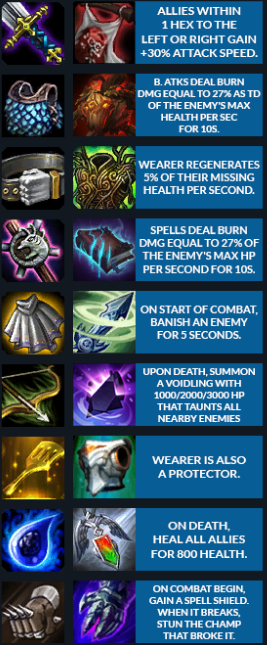 ALLIES WITHIN
1 HEX TO THE
LEFT OR RIGHT GAIN
+30% ATTACK SPEED.
B. ATKS DEAL BURN
DMG EQUAL TO 27% AS TD
OF THE ENEMY'S MAX
HEALTH PER SEC
FOR 10S.
WEARER REGENERATES
5% OF THEIR MISSING
HEALTH PER SECOND.
SPELLS DEAL BURN
DMG EQUAL TO 27% OF
THE ENEMY'S MAX HP
PER SECOND FOR 10S.
ON START OF COMBAT,
BANISH AN ENEMY
FOR 5 SECONDS.
UPON DEATH, SUMMON
A VOIDLING WITH
1000/2000/3000 HP
THAT TAUNTS ALL
NEARBY ENEMIES
WEARER IS ALSO
A PROTECTOR.
ON DEATH,
HEAL ALL ALLIES
FOR 800 HEALTH.
ON COMBAT BEGIN,
GAIN A SPELL SHIELD.
WHEN IT BREAKS,
STUN THE CHAMP
THAT BROKE IT.